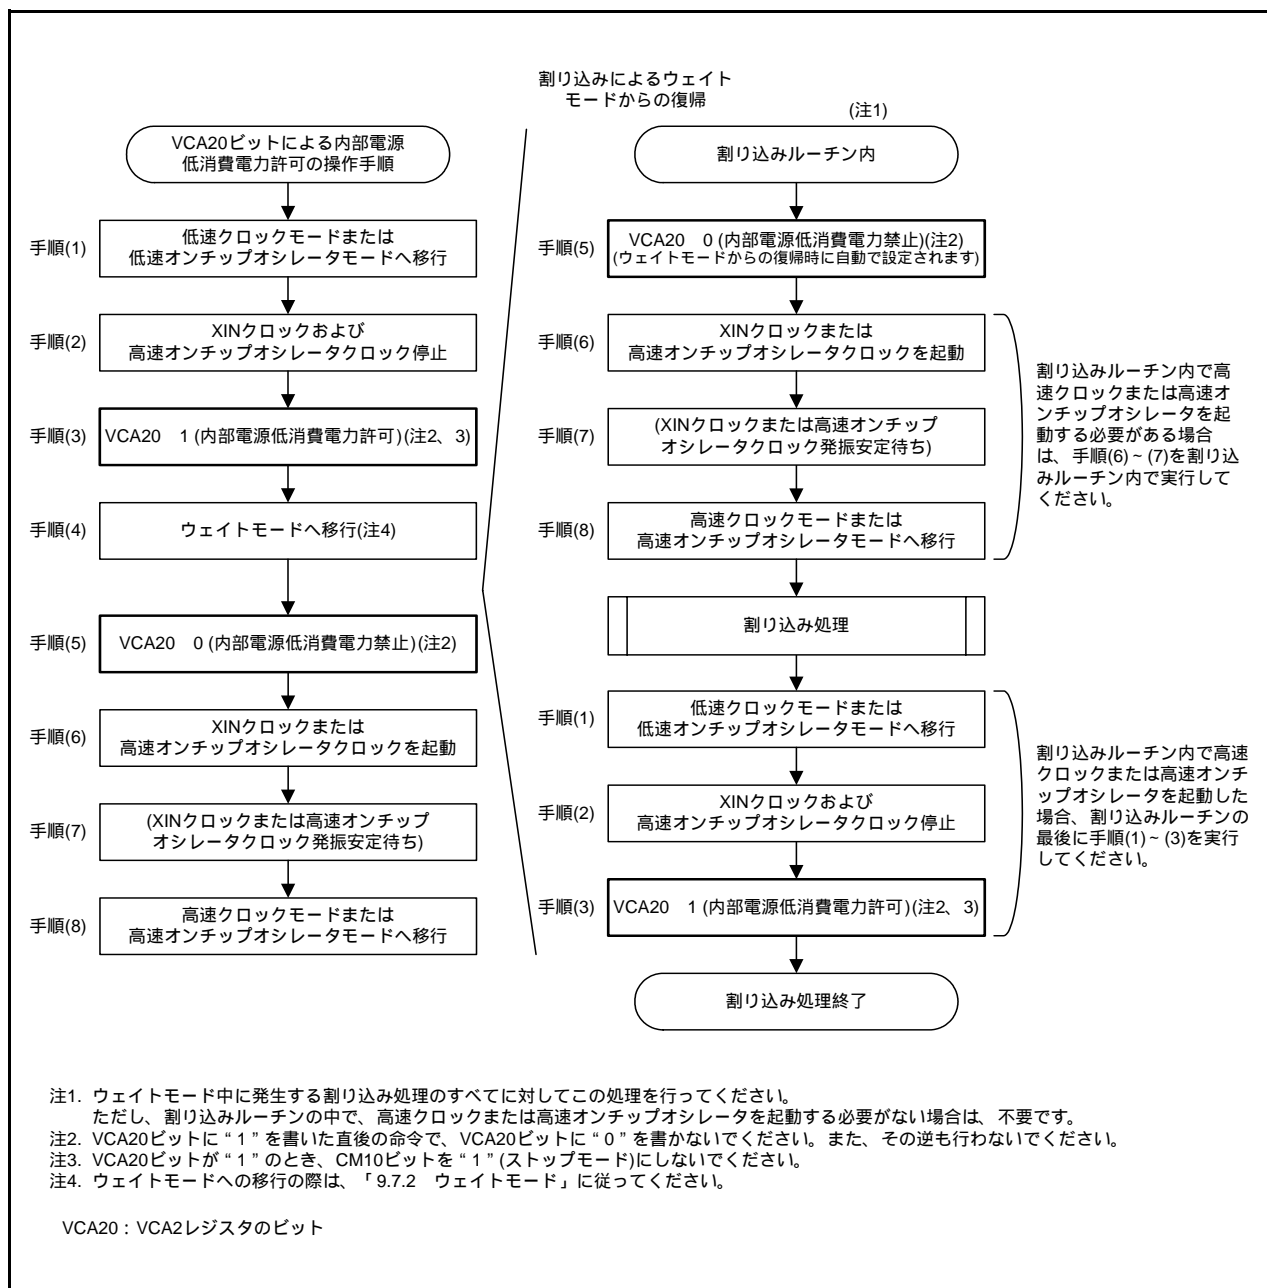 割り込みによるウェイト
モードからの復帰
VCA20ビットによる内部電源
低消費電力許可の操作手順
手順(1)
低速クロックモードまたは
低速オンチップオシレータモードへ移行
手順(2)
XINクロックおよび
高速オンチップオシレータクロック停止
手順(3)
VCA20　1 (内部電源低消費電力許可)(注2、3)
手順(4)
ウェイトモードへ移行(注4)
手順(5)
VCA20　0 (内部電源低消費電力禁止)(注2)
手順(6)
XINクロックまたは
高速オンチップオシレータクロックを起動
手順(7)
(XINクロックまたは高速オンチップ
オシレータクロック発振安定待ち)
手順(8)
高速クロックモードまたは
高速オンチップオシレータモードへ移行
(注1)
割り込みルーチン内
手順(5)
VCA20　0 (内部電源低消費電力禁止)(注2)
(ウェイトモードからの復帰時に自動で設定されます)
手順(6)
XINクロックまたは
高速オンチップオシレータクロックを起動
手順(7)
(XINクロックまたは高速オンチップ
オシレータクロック発振安定待ち)
手順(8)
高速クロックモードまたは
高速オンチップオシレータモードへ移行
割り込みルーチン内で高
速クロックまたは高速オ
ンチップオシレータを起
動する必要がある場合
は、手順(6) ~ (7)を割り込
みルーチン内で実行して
ください。
割り込み処理
手順(1)
低速クロックモードまたは
低速オンチップオシレータモードへ移行
手順(2)
XINクロックおよび
高速オンチップオシレータクロック停止
手順(3)
VCA20　1 (内部電源低消費電力許可)(注2、3)
割り込みルーチン内で高速
クロックまたは高速オンチ
ップオシレータを起動した
場合、割り込みルーチンの
最後に手順(1) ~ (3)を実行
してください。
割り込み処理終了
注1. ウェイトモード中に発生する割り込み処理のすべてに対してこの処理を行ってください。
ただし、割り込みルーチンの中で、高速クロックまたは高速オンチップオシレータを起動する必要がない場合は、不要です。
注2. VCA20ビットに“1”を書いた直後の命令で、VCA20ビットに“0”を書かないでください。また、その逆も行わないでください。
注3. VCA20ビットが“1”のとき、CM10ビットを“1”(ストップモード)にしないでください。
注4. ウェイトモードへの移行の際は、「9.7.2　ウェイトモード」に従ってください。
VCA20：VCA2レジスタのビット